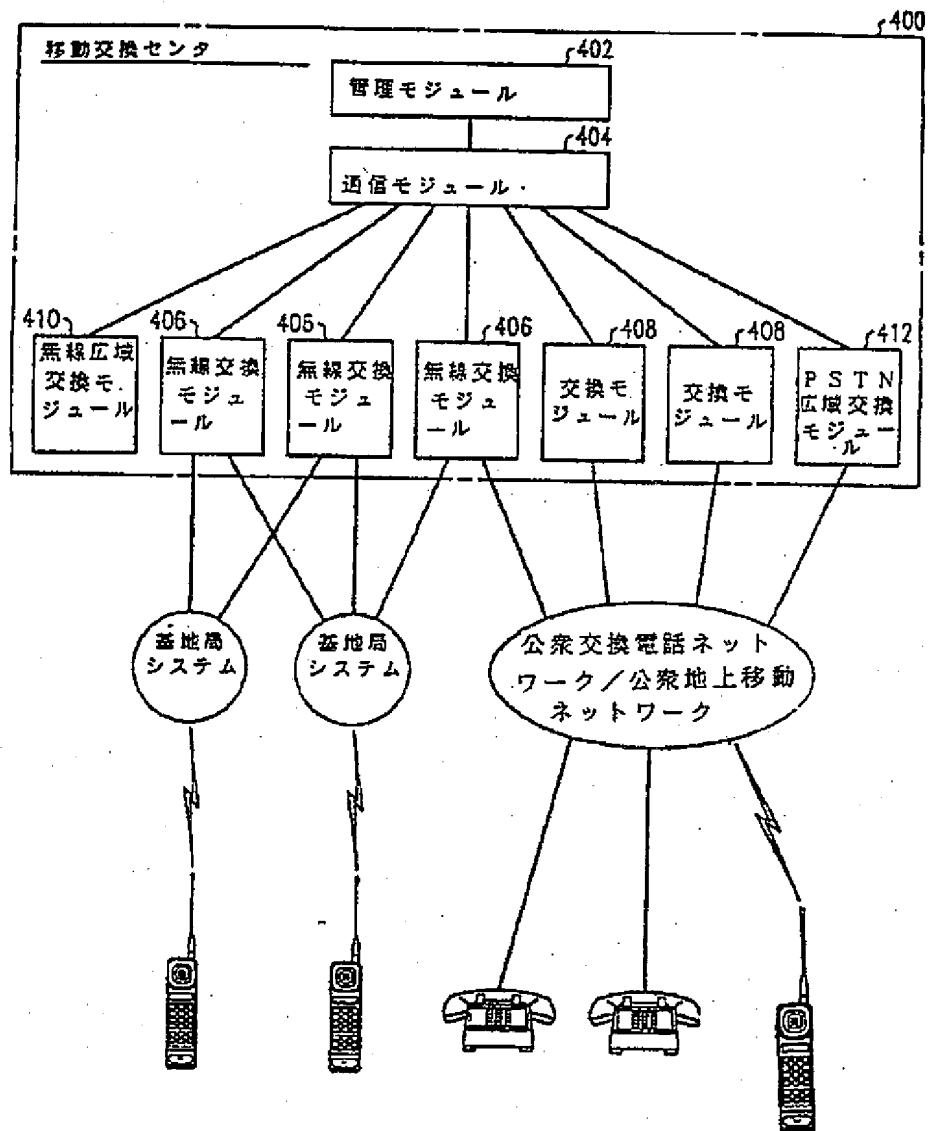 400
移動交換センタ
402
管理モジュール
404
通信モジュール
410
406
405
406
408
408
412
無線広域
交換モ
ジュール
無線交換
モジュ
ール
無線交換
モジュ
ール
無線交換
モジュ
ール
交換モ
ジュール
交換モ
ジュール
PSTN
広域交換
モジュー
ル
基地局
システム
基地局
システム
公衆交換電話ネット
ワーク／公衆地上移動
ネットワーク